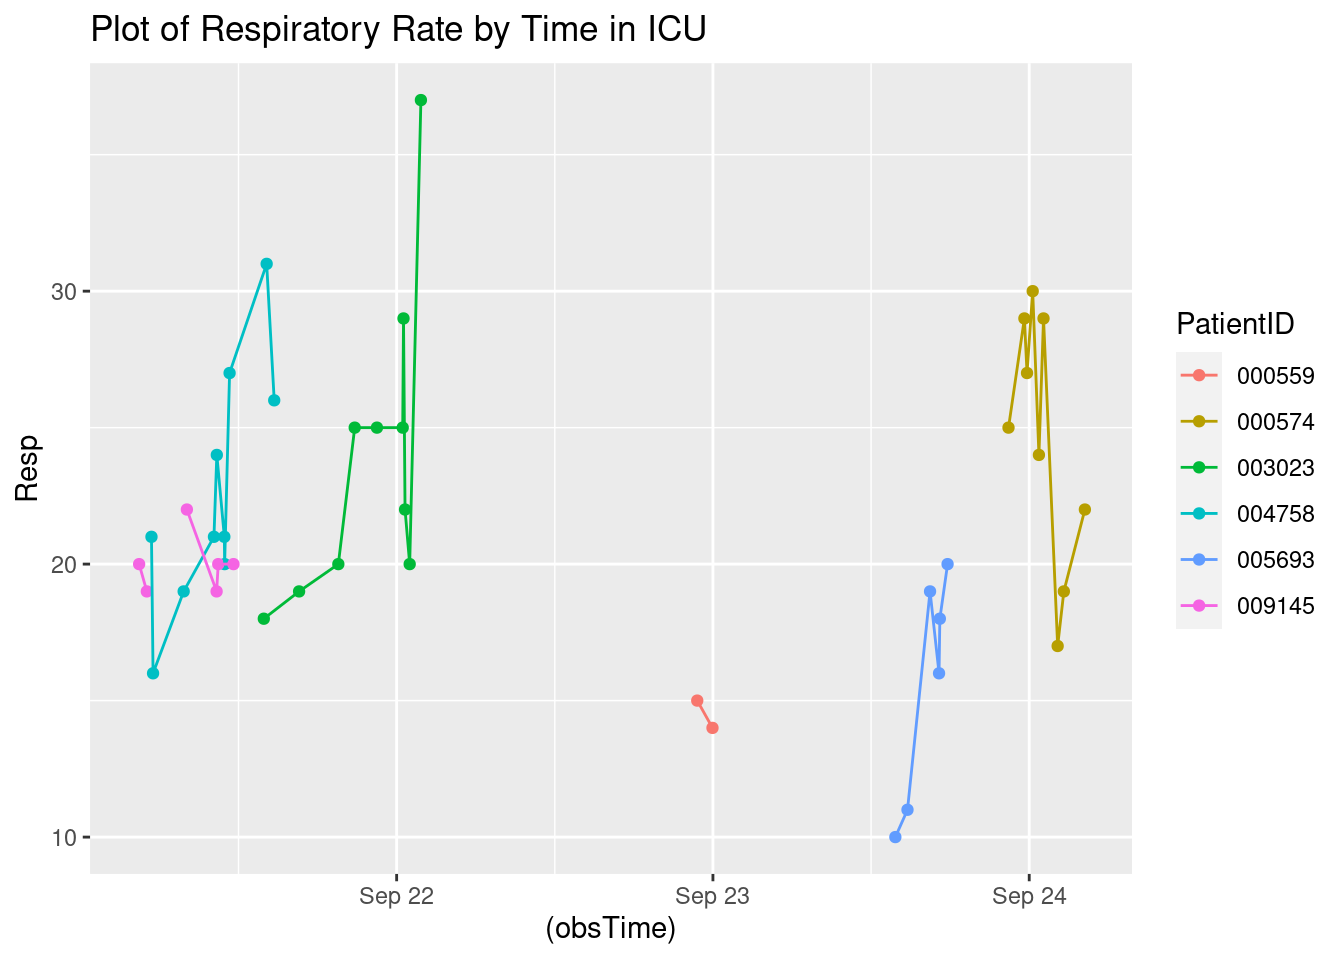 Plot of Respiratory Rate by Time in ICU
Resp
30
20
10
Sep 22
Sep 23
Sep 24
(obsTime)
PatientID
000559
000574
003023
004758
005693
009145